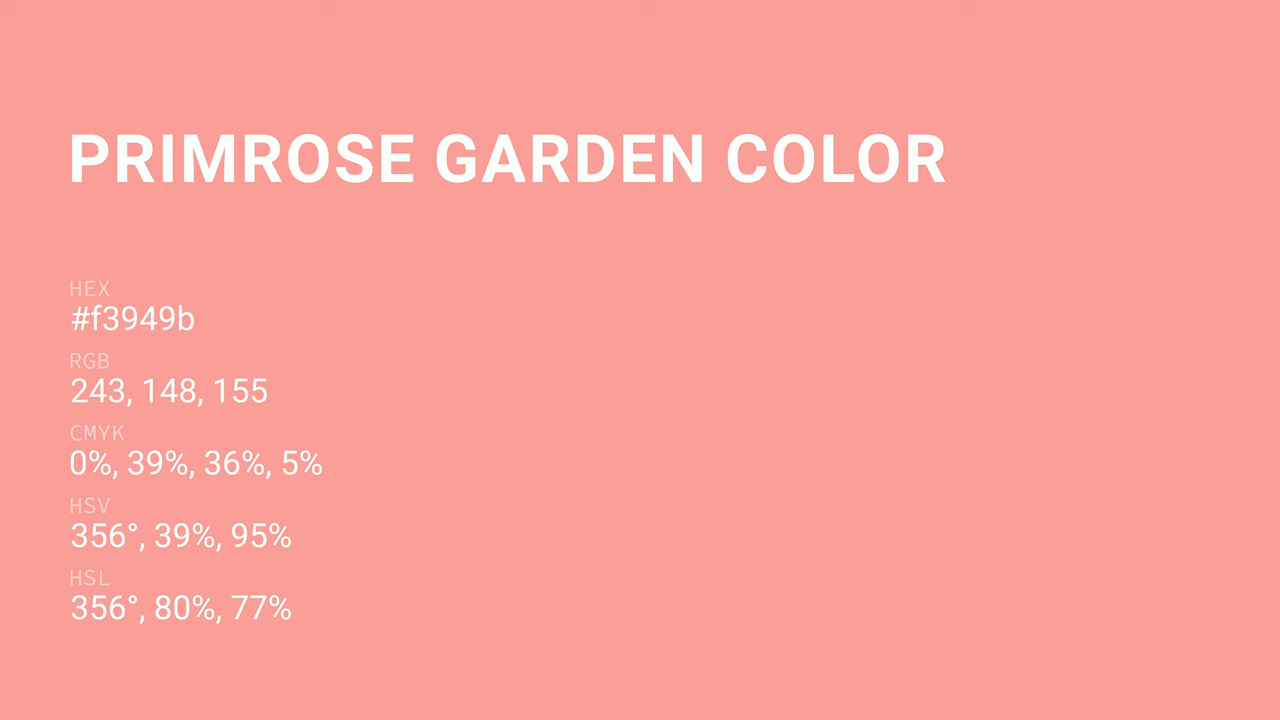 PRIMROSE GARDEN COLOR
HEX
#f3949b
RGB
243, 148, 155
CMYK
0%, 39%, 36%, 5%
HSV
356°, 39%, 95%
HSL
356°, 80%, 77%